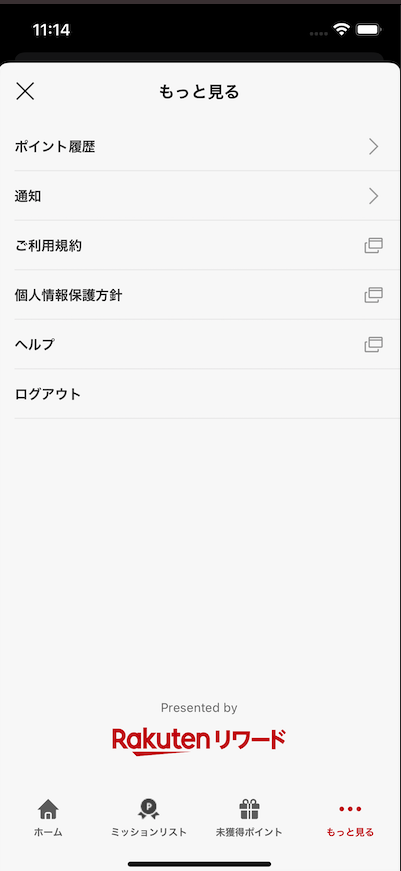 11:14
もっと見る
ポイント履歴
通知
ご利用規約
個人情報保護方針
ヘルプ
ログアウト
Presented by
Rakuten リワード
P
ホーム ミッションリスト 未獲得ポイント もっと見る